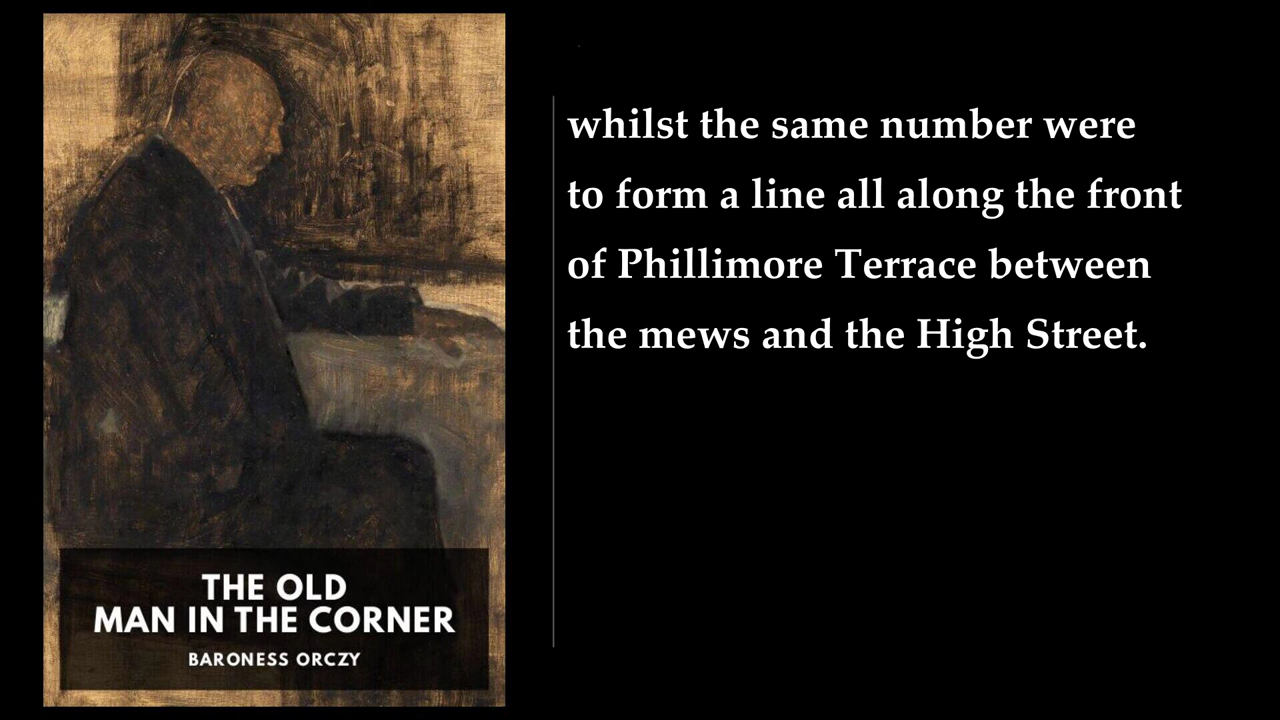 THE OLD
MAN IN THE CORNER
BARONESS ORCZY
whilst the same number were
to form a line all along the front
of Phillimore Terrace between
the mews and the High Street.